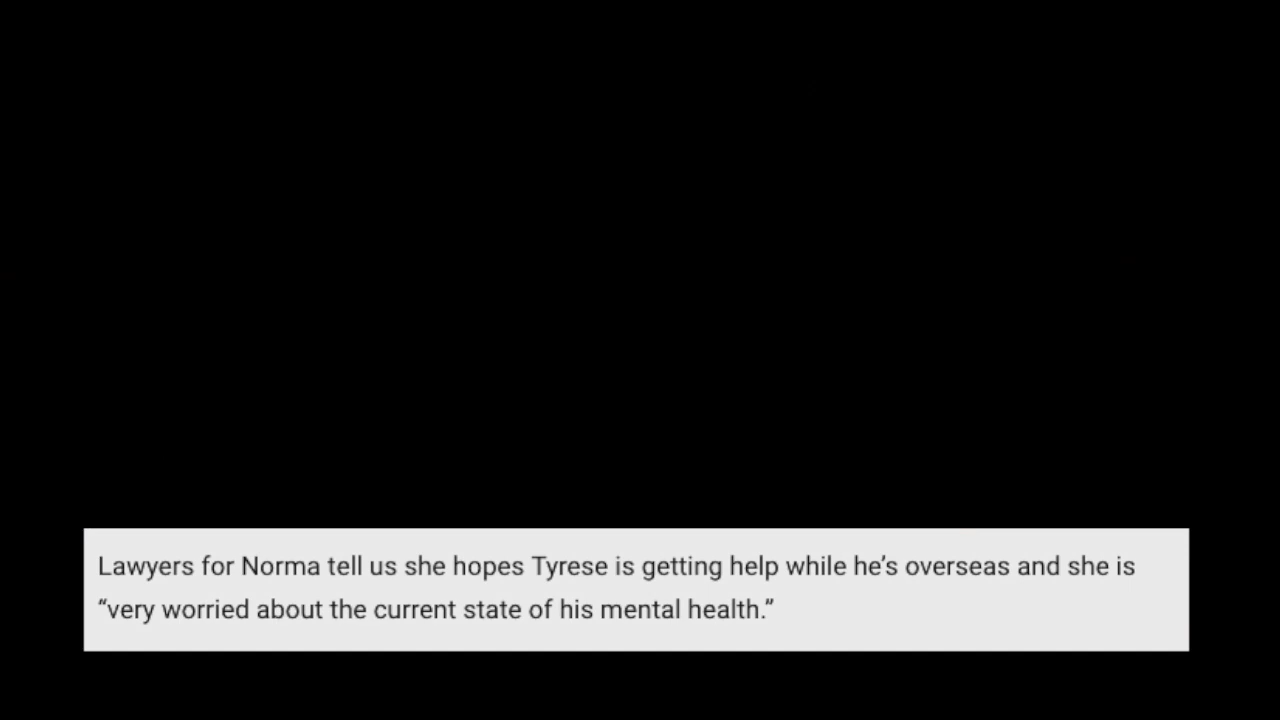 Lawyers for Norma tell us she hopes Tyrese is getting help while he’s overseas and she is
“very worried about the current state of his mental health.”